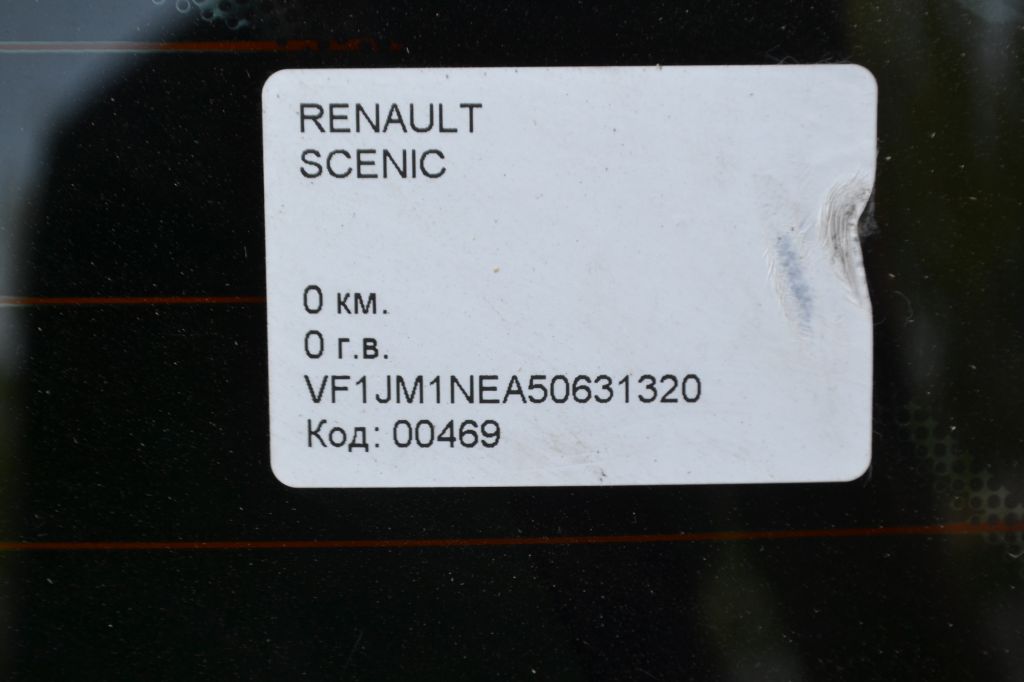 RENAULT
SCENIC
0 км.
0 г.в.
VF1JM1NEA50631320
Код: 00469